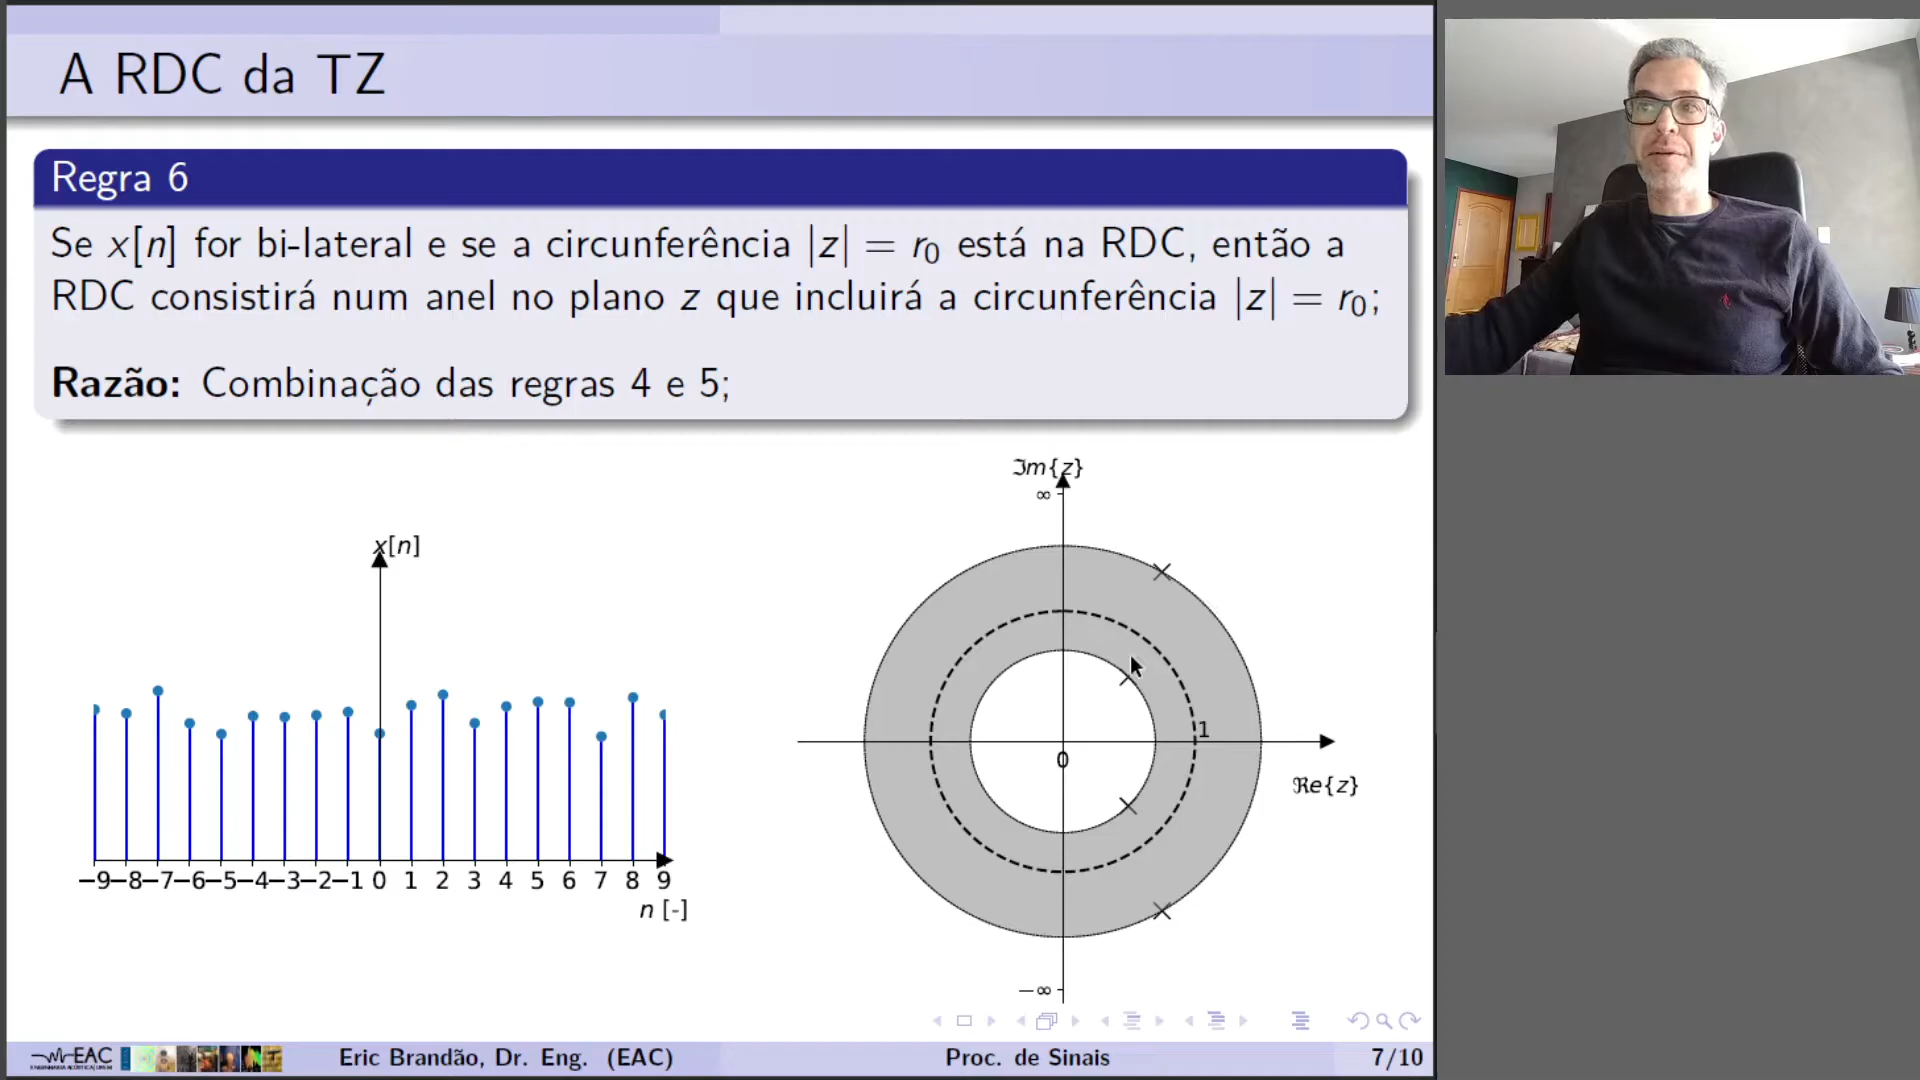 A RDC da TZ
Regra 6
Se x[n] for bi-lateral e se a circunferência |z| = r₀ está na RDC, então a
RDC consistirá num anel no plano z que incluirá a circunferência |z| = r₀;
Razão: Combinação das regras 4 e 5;
x[n]
−9 −8 −7 −6 −5 −4 −3 −2 −1 0 1 2 3 4 5 6 7 8 9
n [-]
ℑm{z}
∞
1
0
ℜe{z}
−∞
EAC
Eric Brandão, Dr. Eng. (EAC)
Proc. de Sinais
7/10